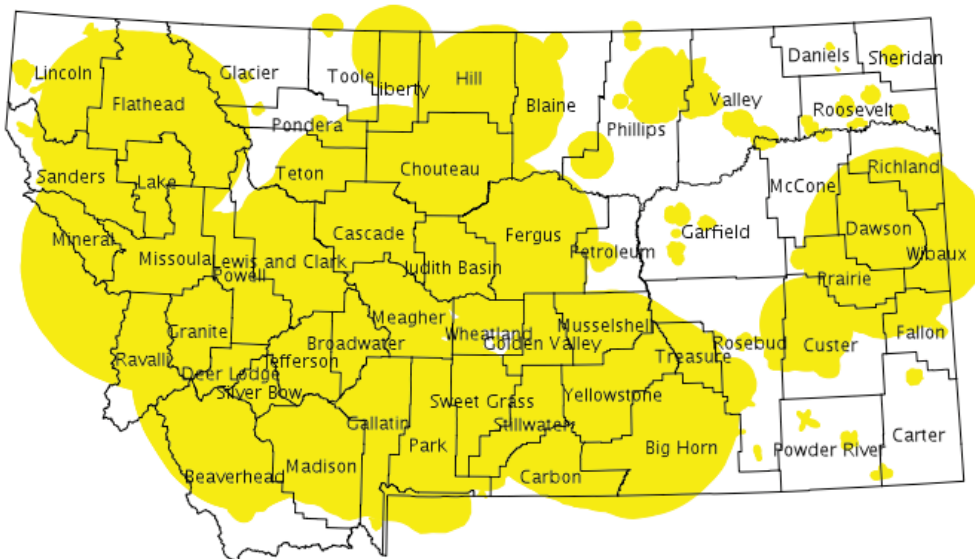 Lincoln
Flathead
Glacier
Toole
Liberty
Hill
Blaine
Phillips
Valley
Daniels
Sheridan
Roosevelt
Pondera
Teton
Chouteau
Sanders
Lake
McCone
Richland
Mineral
Missoula
Lewis and Clark
Powell
Cascade
Judith Basin
Fergus
Petroleum
Garfield
Dawson
Wibaux
Prairie
Granite
Ravalli
Deer Lodge
Silver Bow
Jefferson
Broadwater
Meagher
Wheatland
Golden Valley
Musselshell
Treasure
Rosebud
Custer
Fallon
Beaverhead
Madison
Gallatin
Park
Sweet Grass
Stillwater
Yellowstone
Carbon
Big Horn
Powder River
Carter